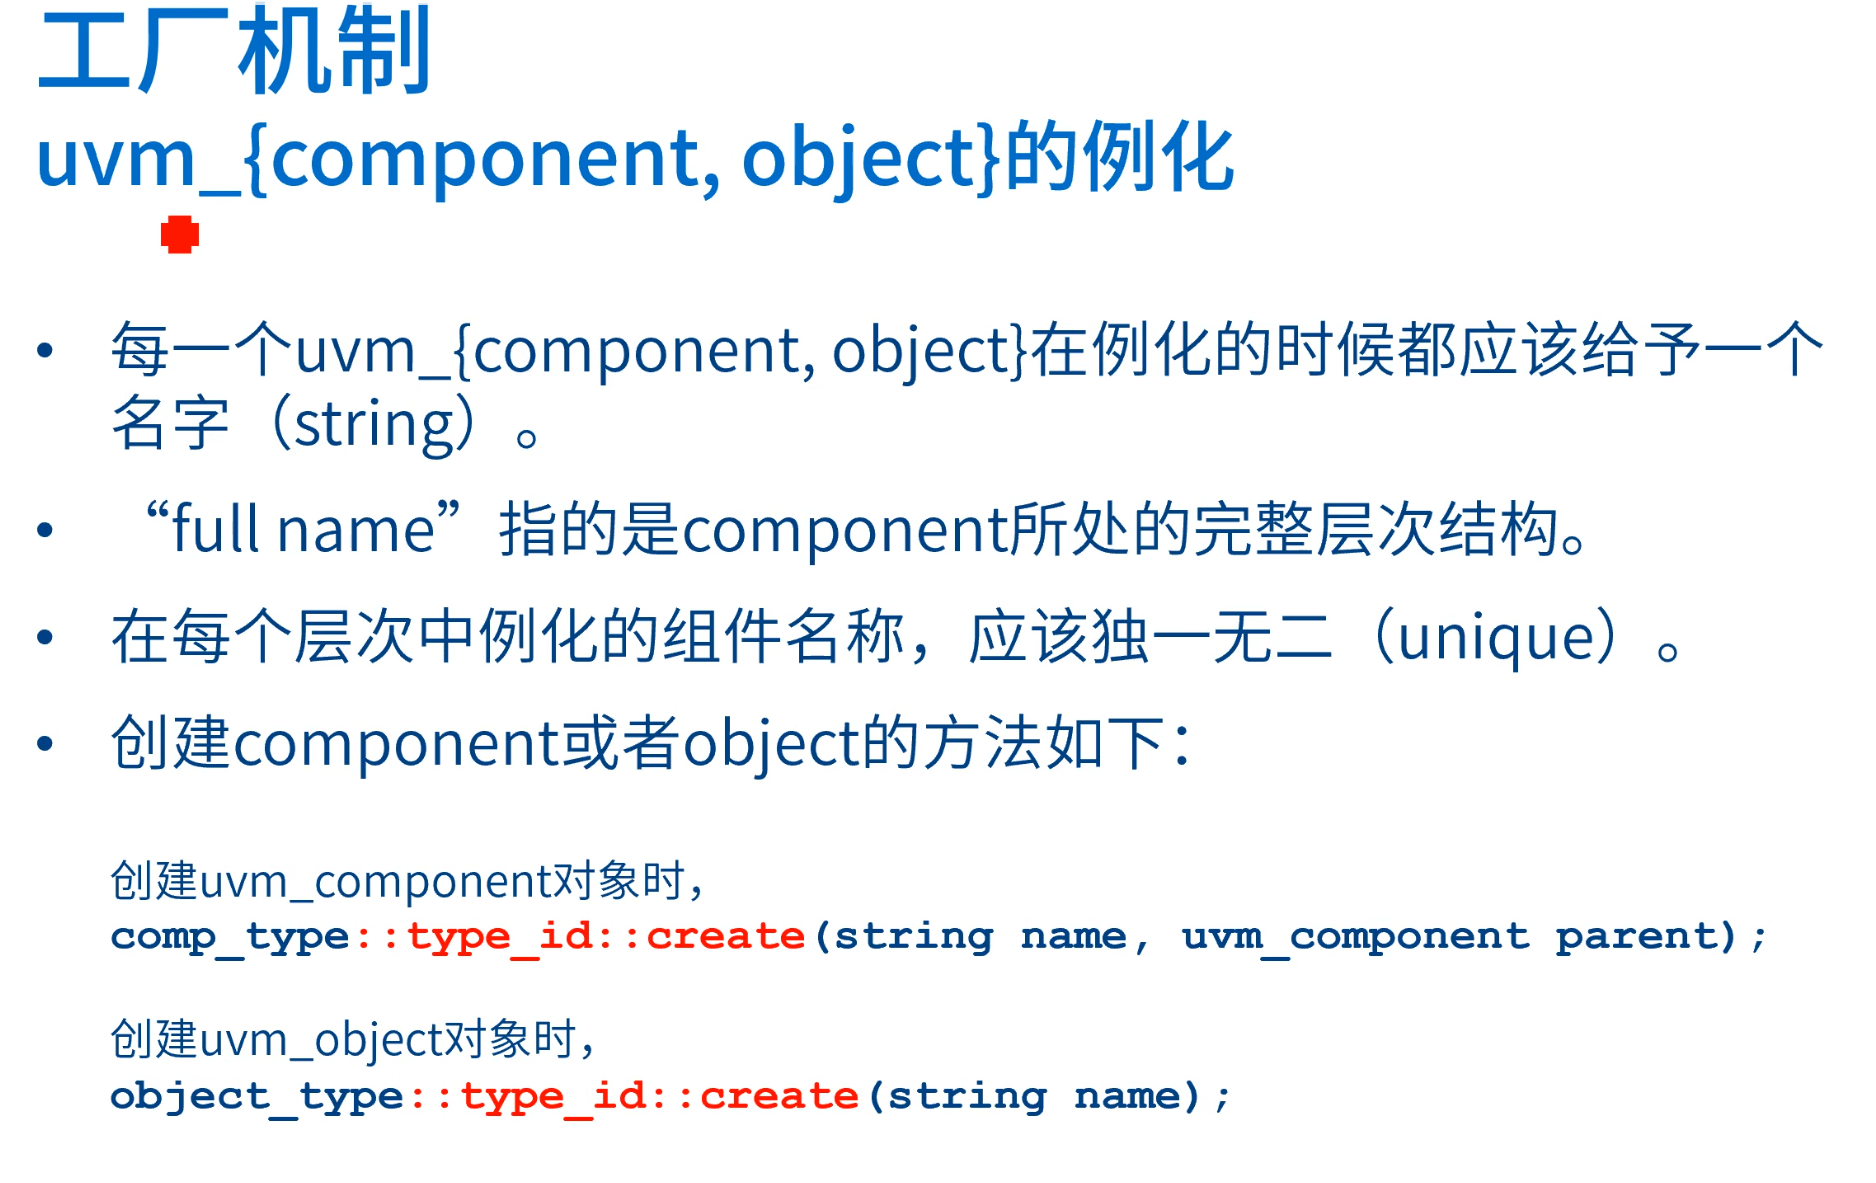 工厂机制
uvm_{component, object}的例化
• 每一个uvm_{component, object}在例化的时候都应该给予一个
名字（string）。
• “full name”指的是component所处的完整层次结构。
• 在每个层次中例化的组件名称，应该独一无二（unique）。
• 创建component或者object的方法如下：
创建uvm_component对象时，
comp_type::type_id::create(string name, uvm_component parent);
创建uvm_object对象时，
object_type::type_id::create(string name);